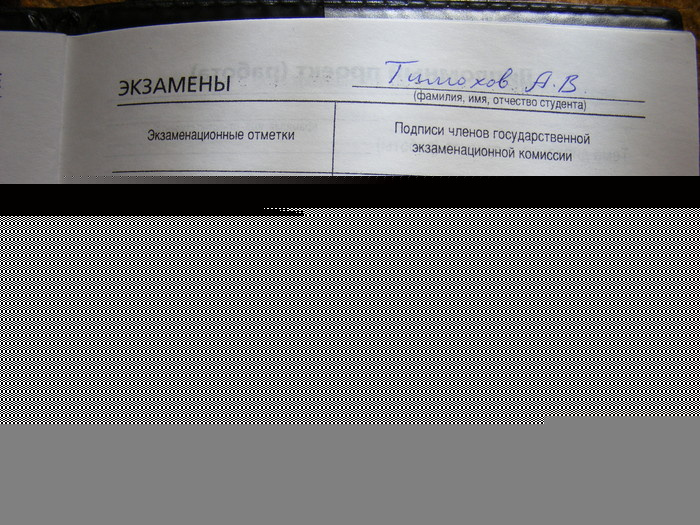 ЭКЗАМЕНЫ Тимохов А.В.
(фамилия, имя, отчество студента)
Экзаменационные отметки
Подписи членов государственной
экзаменационной комиссии